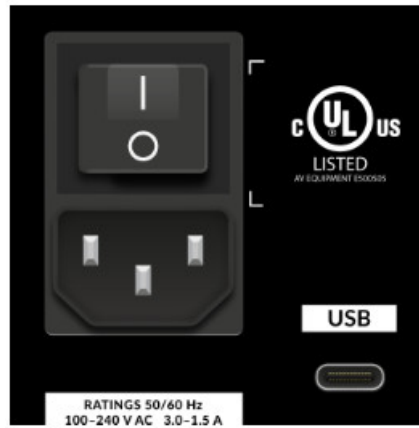 C UL US
®
LISTED
AV EQUIPMENT E500505
USB
RATINGS 50/60 Hz
100–240 V AC 3.0–1.5 A